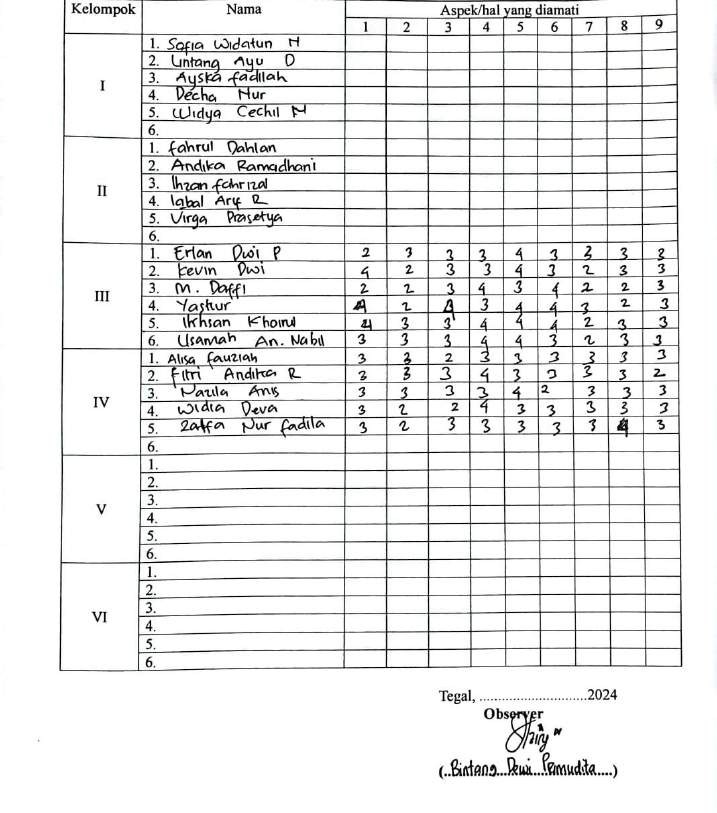 Kelompok Nama Aspek/hal yang diamati
1 2 3 4 5 6 7 8 9
I
1. Sofia Widatun H
2. Lintang Ayu D
3. Ayska fadilah
4. Decha Nur
5. Widya Cechil M
6.
II
1. fahrul Dahlan
2. Andika Ramadhani
3. Ihzan fahrizal
4. Iqbal Ary R
5. Virga Prasetya
6.
III
1. Erlan Dwi P 2 3 3 3 4 3 3 3 3
2. Kevin Dwi 4 2 3 3 4 3 2 3 3
3. M. Daffi 2 2 3 4 3 4 2 2 3
4. Yashur 4 2 4 3 4 4 3 2 3
5. Ikhsan Khoirul 4 3 3 4 4 4 2 3 3
6. Usamah An. Nabil 3 3 3 4 4 3 2 3 3
IV
1. Alisa fauziah 3 3 2 3 3 3 3 3 3
2. Fitri Andika R 3 3 3 4 3 3 3 3 2
3. Nazila Anis 3 3 3 3 4 2 3 3 3
4. Widia Deva 3 2 2 4 3 3 3 3 3
5. Zalfa Nur fadila 3 2 3 3 3 3 3 4 3
6.
V
1.
2.
3.
4.
5.
6.
VI
1.
2.
3.
4.
5.
6.
Tegal, ............................2024
Observer
(..Bintang...Dewi...Pemudita.....)